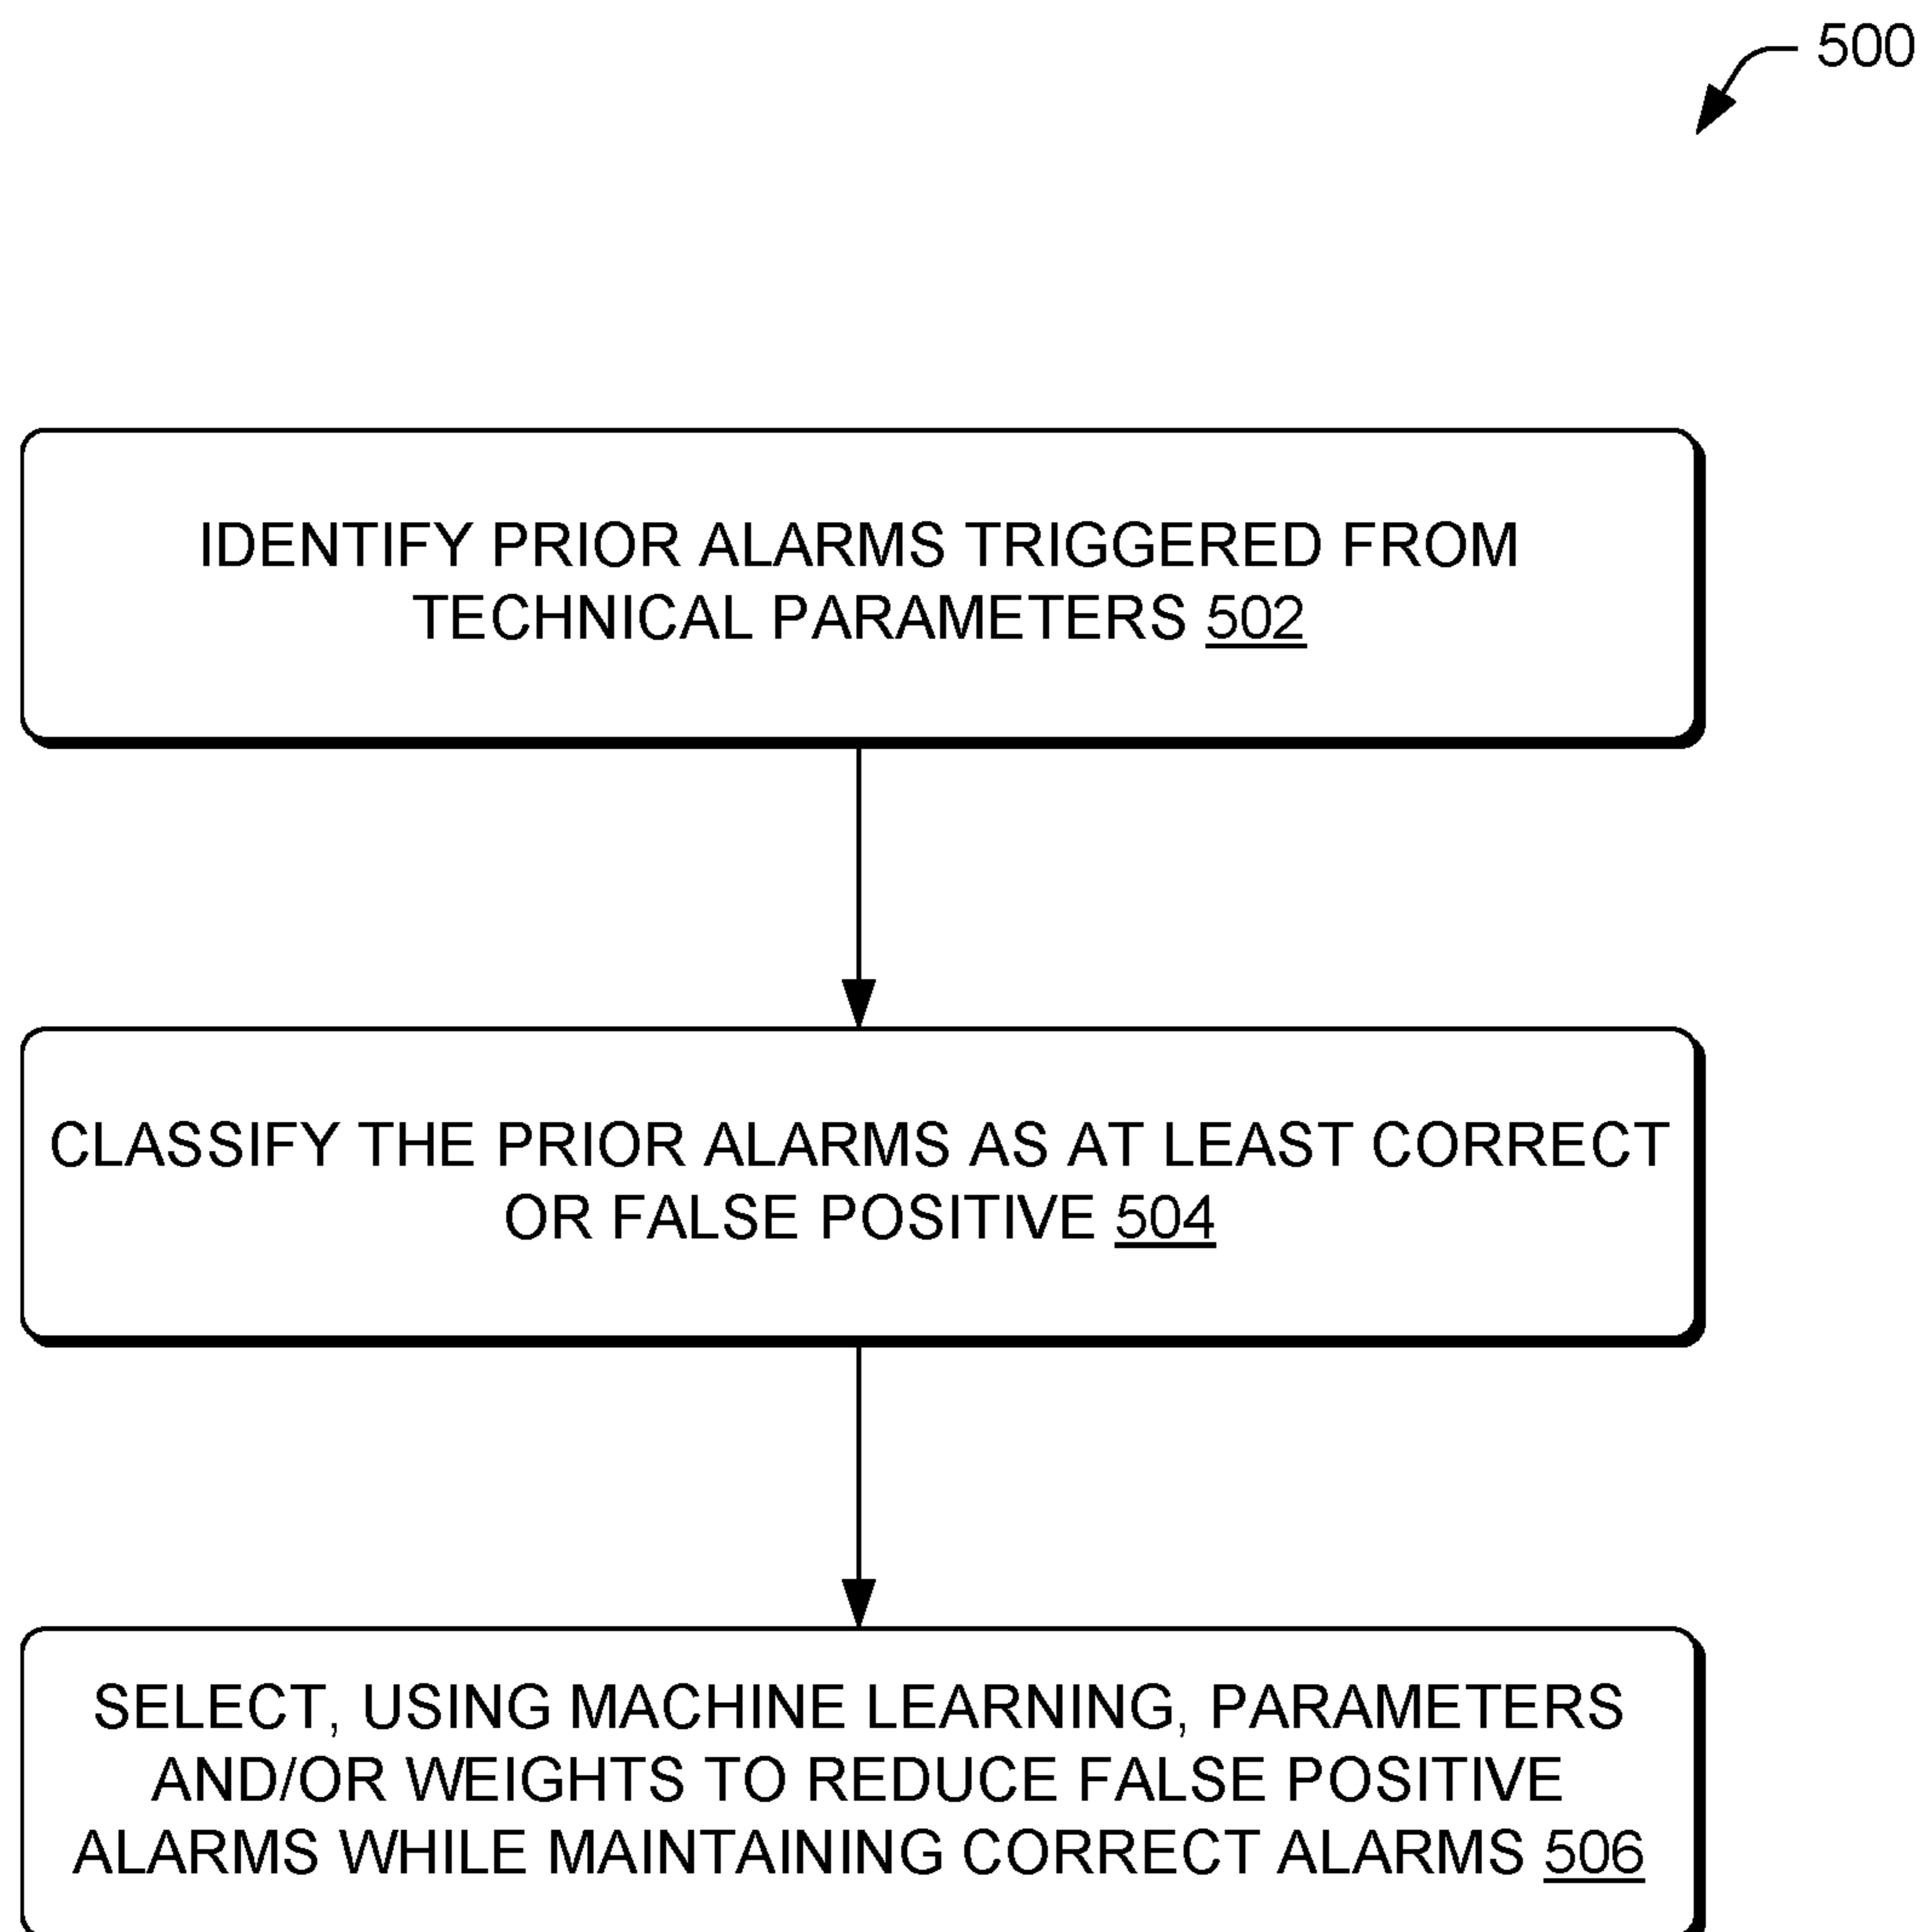 500
IDENTIFY PRIOR ALARMS TRIGGERED FROM
TECHNICAL PARAMETERS 502
CLASSIFY THE PRIOR ALARMS AS AT LEAST CORRECT
OR FALSE POSITIVE 504
SELECT, USING MACHINE LEARNING, PARAMETERS
AND/OR WEIGHTS TO REDUCE FALSE POSITIVE
ALARMS WHILE MAINTAINING CORRECT ALARMS 506